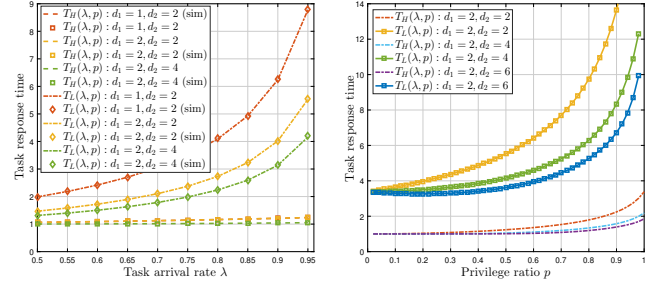 T_H(λ, p) : d_1 = 1, d_2 = 2 (sim)
T_H(λ, p) : d_1 = 1, d_2 = 2
T_H(λ, p) : d_1 = 2, d_2 = 2
T_H(λ, p) : d_1 = 2, d_2 = 2 (sim)
T_H(λ, p) : d_1 = 2, d_2 = 4
T_H(λ, p) : d_1 = 2, d_2 = 4 (sim)
T_L(λ, p) : d_1 = 1, d_2 = 2
T_L(λ, p) : d_1 = 1, d_2 = 2 (sim)
T_L(λ, p) : d_1 = 2, d_2 = 2
T_L(λ, p) : d_1 = 2, d_2 = 2 (sim)
T_L(λ, p) : d_1 = 2, d_2 = 4
T_L(λ, p) : d_1 = 2, d_2 = 4 (sim)
9
8
7
6
5
4
3
2
1
0
Task response time
0.5 0.55 0.6 0.65 0.7 0.75 0.8 0.85 0.9 0.95
Task arrival rate λ
T_H(λ, p) : d_1 = 2, d_2 = 2
T_L(λ, p) : d_1 = 2, d_2 = 2
T_H(λ, p) : d_1 = 2, d_2 = 4
T_L(λ, p) : d_1 = 2, d_2 = 4
T_H(λ, p) : d_1 = 2, d_2 = 6
T_L(λ, p) : d_1 = 2, d_2 = 6
14
12
10
8
6
4
2
0
Task response time
0 0.1 0.2 0.3 0.4 0.5 0.6 0.7 0.8 0.9 1
Privilege ratio p